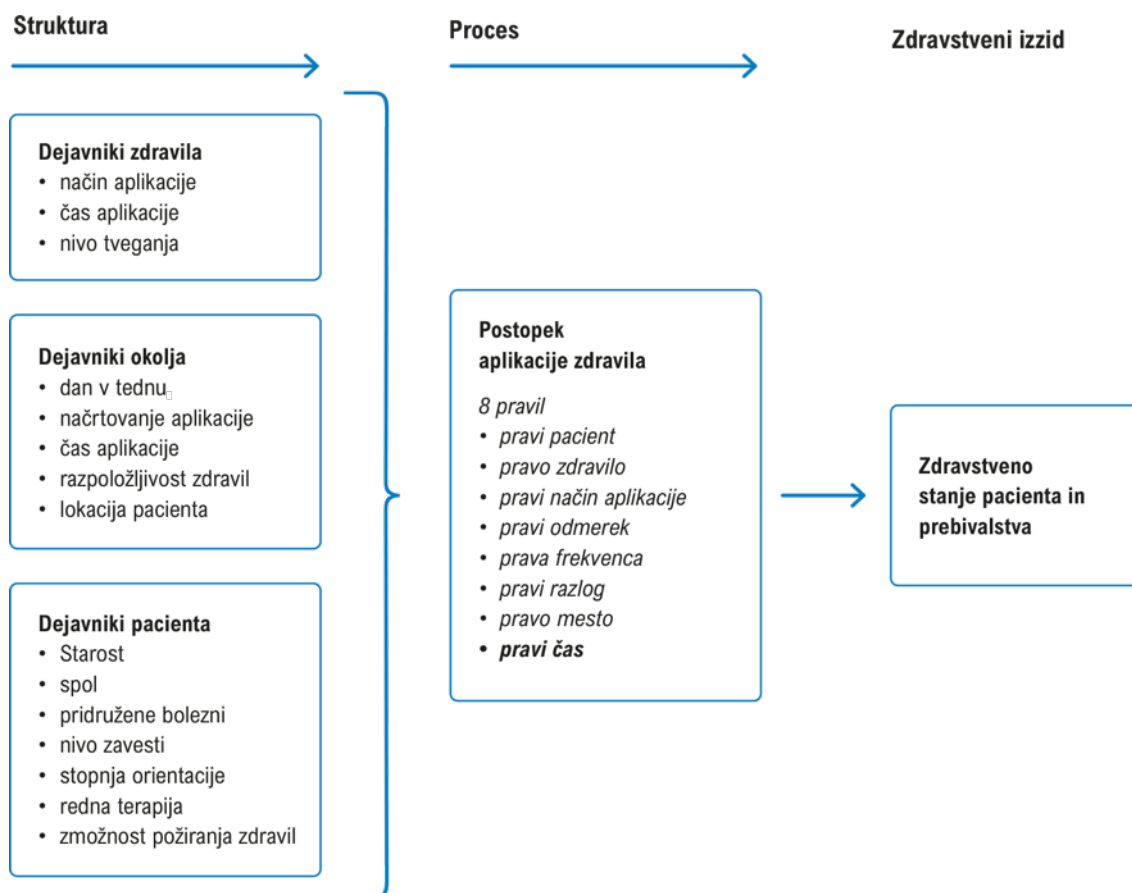 Struktura
Dejavniki zdravila
• način aplikacije
• čas aplikacije
• nivo tveganja
Dejavniki okolja
• dan v tednu
• načrtovanje aplikacije
• čas aplikacije
• razpoložljivost zdravil
• lokacija pacienta
Dejavniki pacienta
• Starost
• spol
• pridružene bolezni
• nivo zavesti
• stopnja orientacije
• redna terapija
• zmožnost požiranja zdravil
Proces
Postopek
aplikacije zdravila
8 pravil
• pravi pacient
• pravo zdravilo
• pravi način aplikacije
• pravi odmerek
• prava frekvenca
• pravi razlog
• pravo mesto
• pravi čas
Zdravstveni izzid
Zdravstveno
stanje pacienta in
prebivalstva